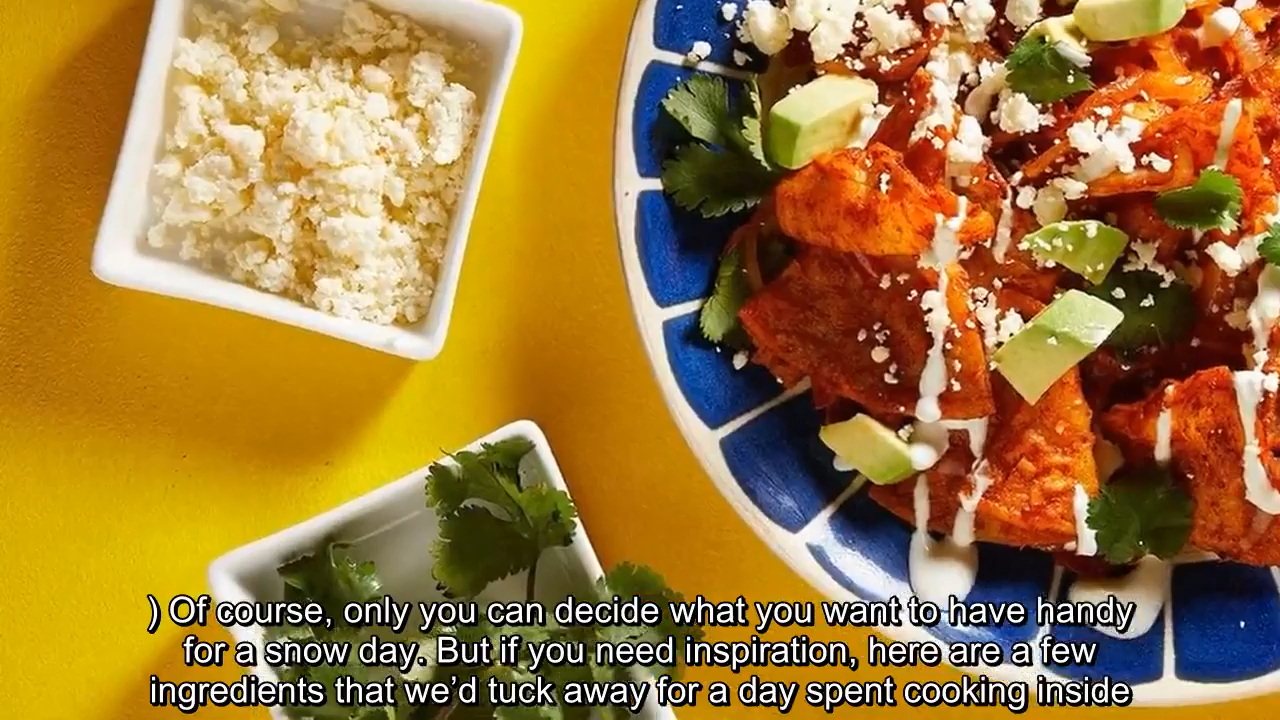 ) Of course, only you can decide what you want to have handy
for a snow day. But if you need inspiration, here are a few
ingredients that we’d tuck away for a day spent cooking inside